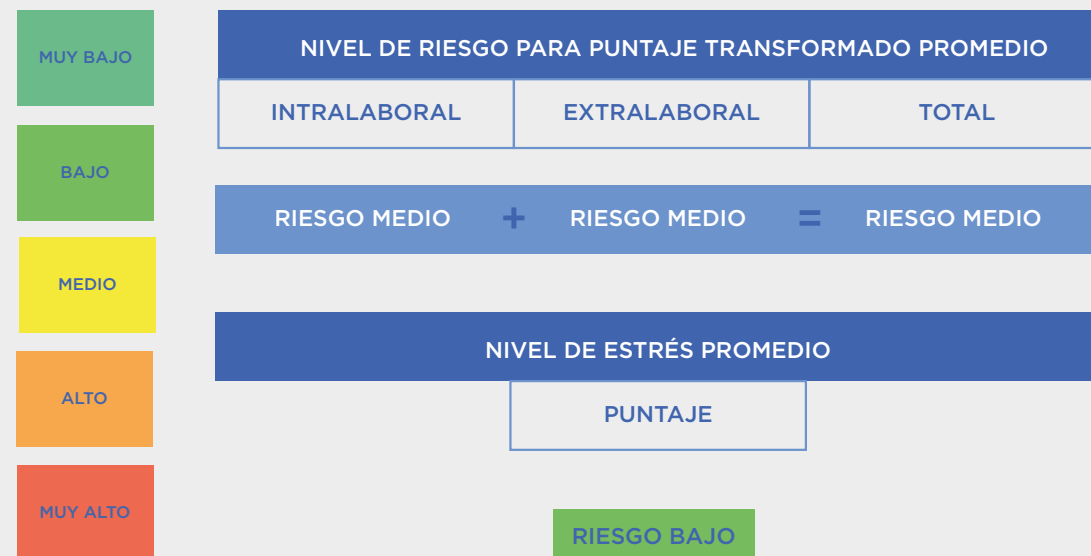 MUY BAJO
BAJO
MEDIO
ALTO
MUY ALTO
NIVEL DE RIESGO PARA PUNTAJE TRANSFORMADO PROMEDIO
INTRALABORAL EXTRALABORAL TOTAL
RIESGO MEDIO + RIESGO MEDIO = RIESGO MEDIO
NIVEL DE ESTRÉS PROMEDIO
PUNTAJE
RIESGO BAJO